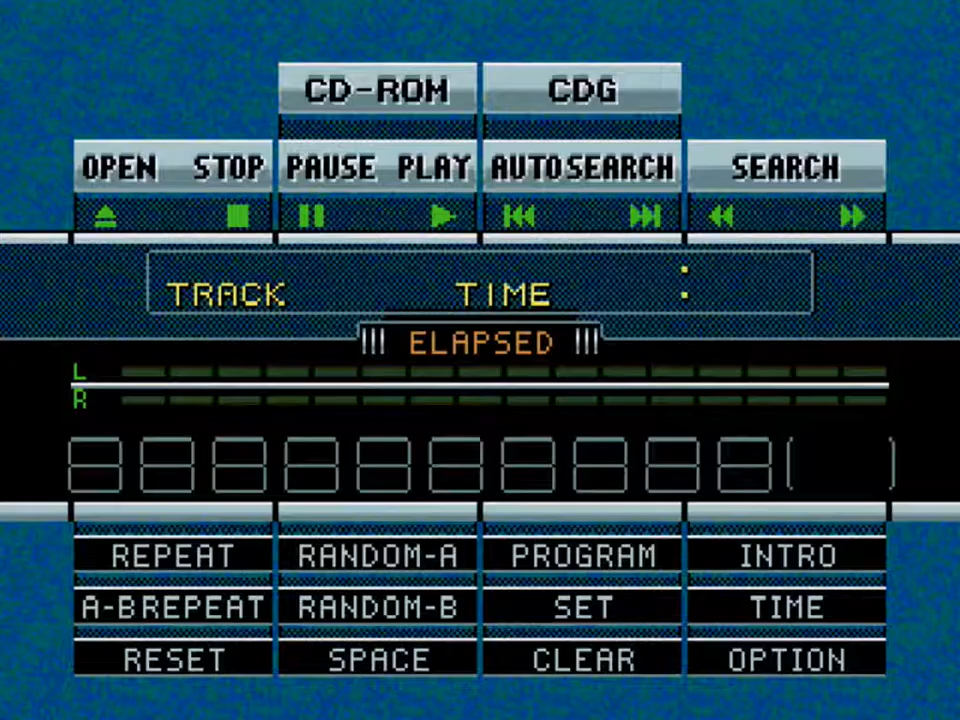 CD-ROM CDG
OPEN STOP PAUSE PLAY AUTOSEARCH SEARCH
TRACK TIME :
ELAPSED
L
R
REPEAT RANDOM-A PROGRAM INTRO
A-BREPEAT RANDOM-B SET TIME
RESET SPACE CLEAR OPTION